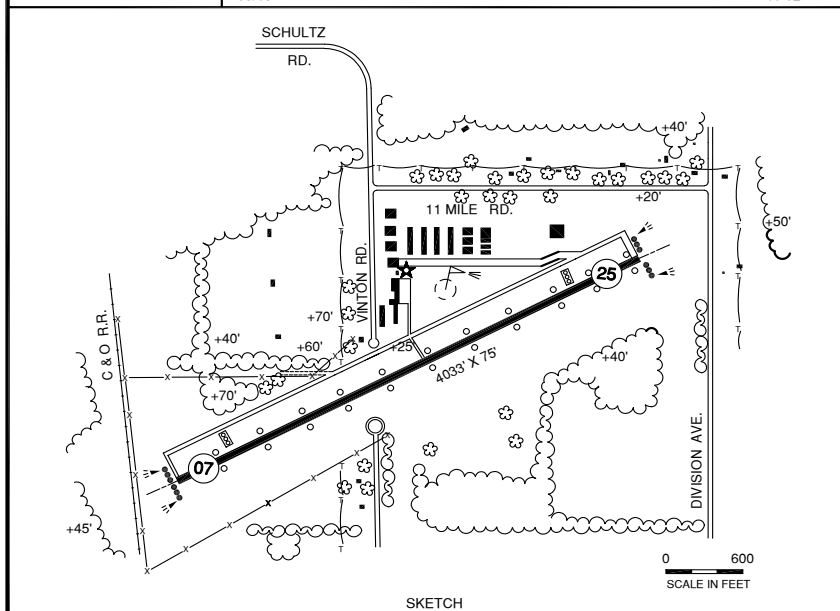 SCHULTZ
RD.
+40'
+20'
+50'
11 MILE RD.
VINTON RD.
25
C & O R.R.
+70'
+40'
+60'
+25'
+40'
4033' X 75'
+70'
DIVISION AVE.
07
+45'
0 600
SCALE IN FEET
SKETCH